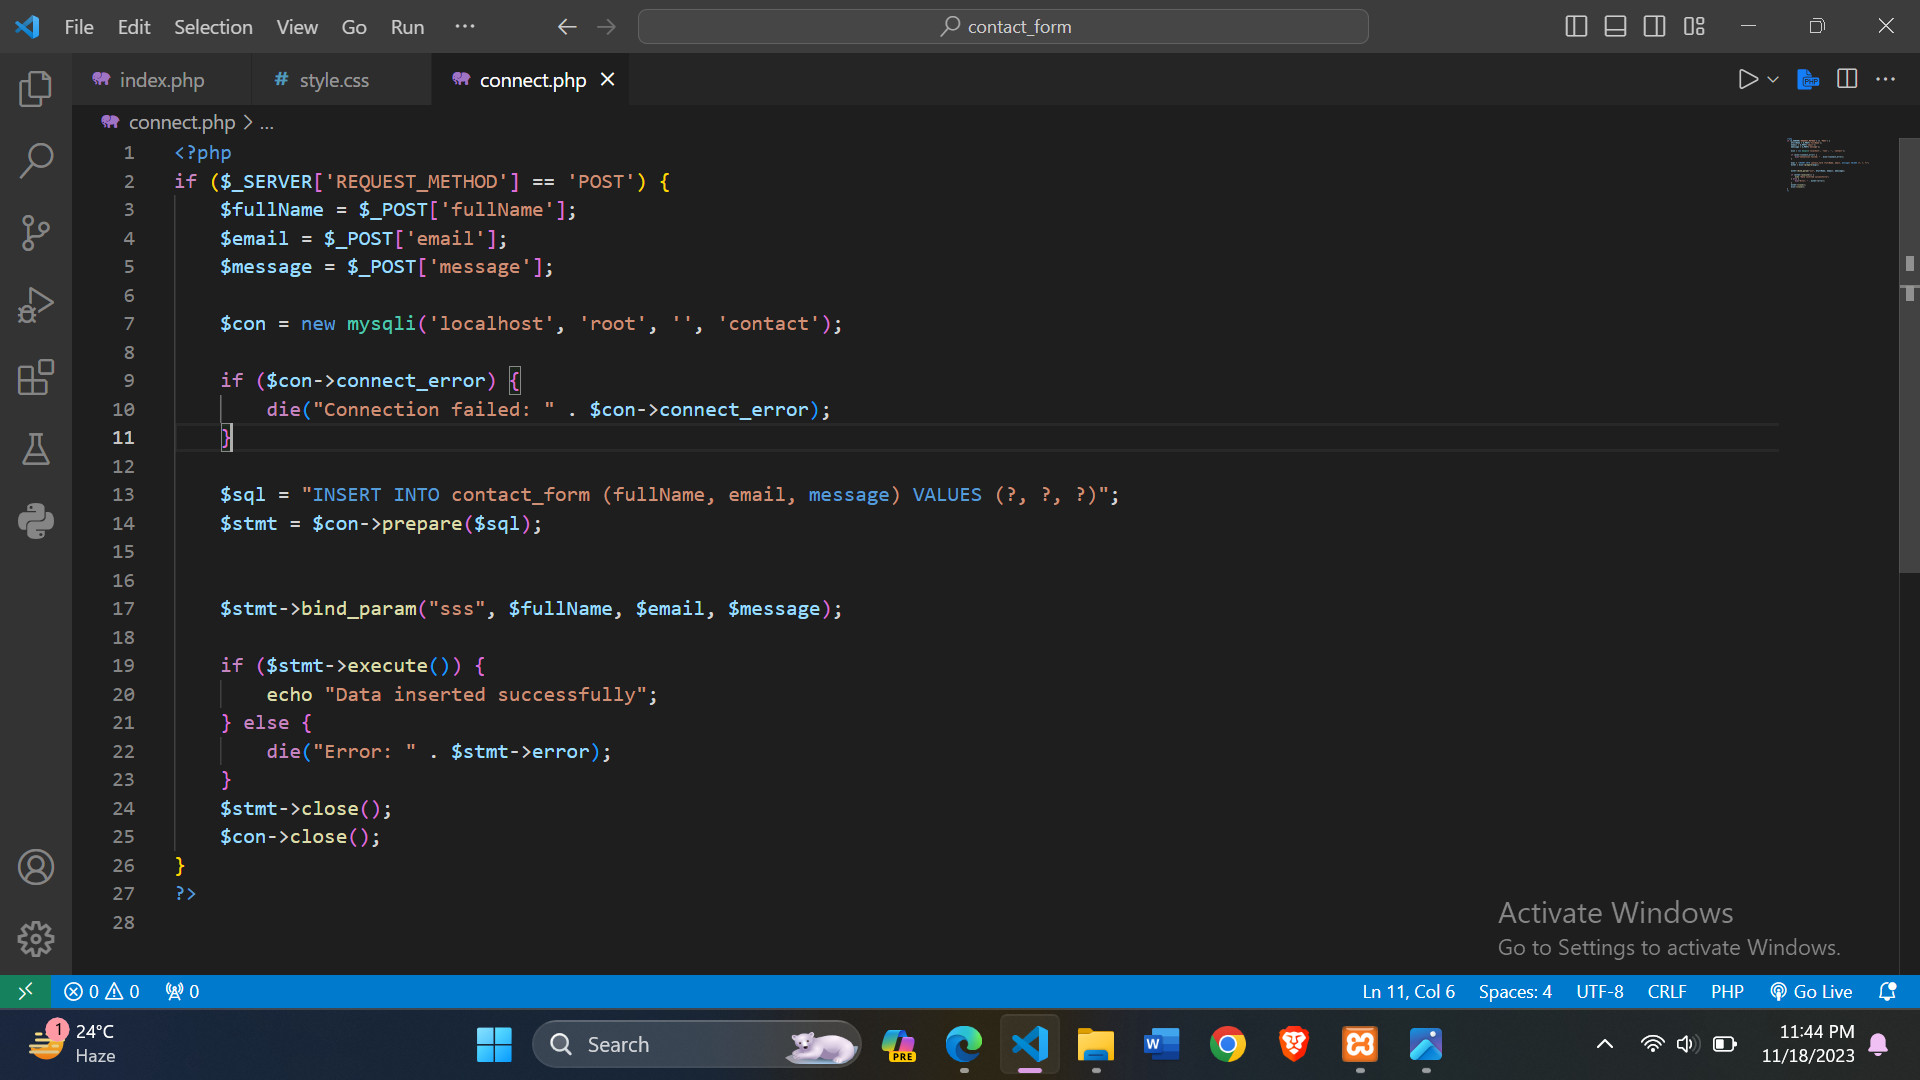 File Edit Selection View Go Run ··· contact_form
index.php # style.css connect.php
connect.php > ...
1 <?php
2 if ($_SERVER['REQUEST_METHOD'] == 'POST') {
3 $fullName = $_POST['fullName'];
4 $email = $_POST['email'];
5 $message = $_POST['message'];
6
7 $con = new mysqli('localhost', 'root', '', 'contact');
8
9 if ($con->connect_error) {
10 die("Connection failed: " . $con->connect_error);
11 }
12
13 $sql = "INSERT INTO contact_form (fullName, email, message) VALUES (?, ?, ?)";
14 $stmt = $con->prepare($sql);
15
16
17 $stmt->bind_param("sss", $fullName, $email, $message);
18
19 if ($stmt->execute()) {
20 echo "Data inserted successfully";
21 } else {
22 die("Error: " . $stmt->error);
23 }
24 $stmt->close();
25 $con->close();
26 }
27 ?>
28
Activate Windows
Go to Settings to activate Windows.
0 0 0 Ln 11, Col 6 Spaces: 4 UTF-8 CRLF PHP Go Live
1 24°C
Haze
Search
PRE
W
11:44 PM
11/18/2023